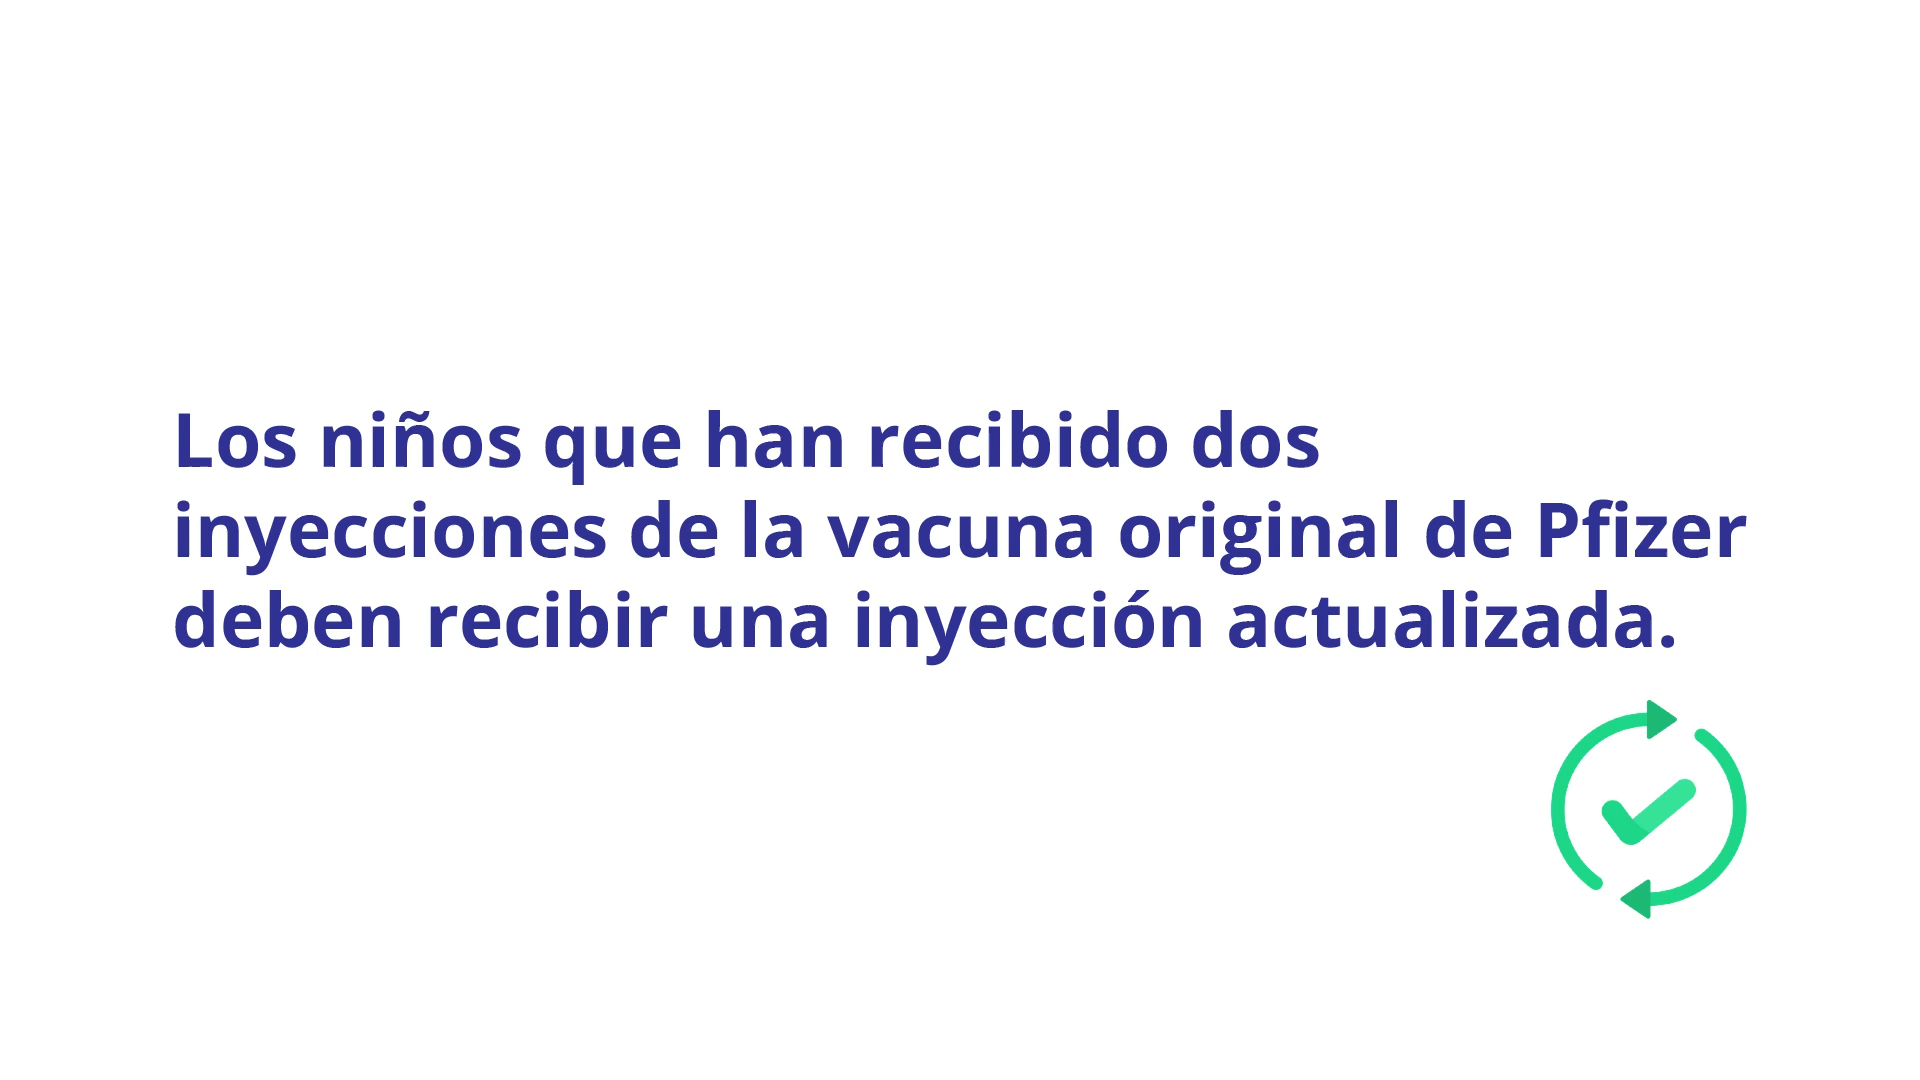 Los niños que han recibido dos
inyecciones de la vacuna original de Pfizer
deben recibir una inyección actualizada.